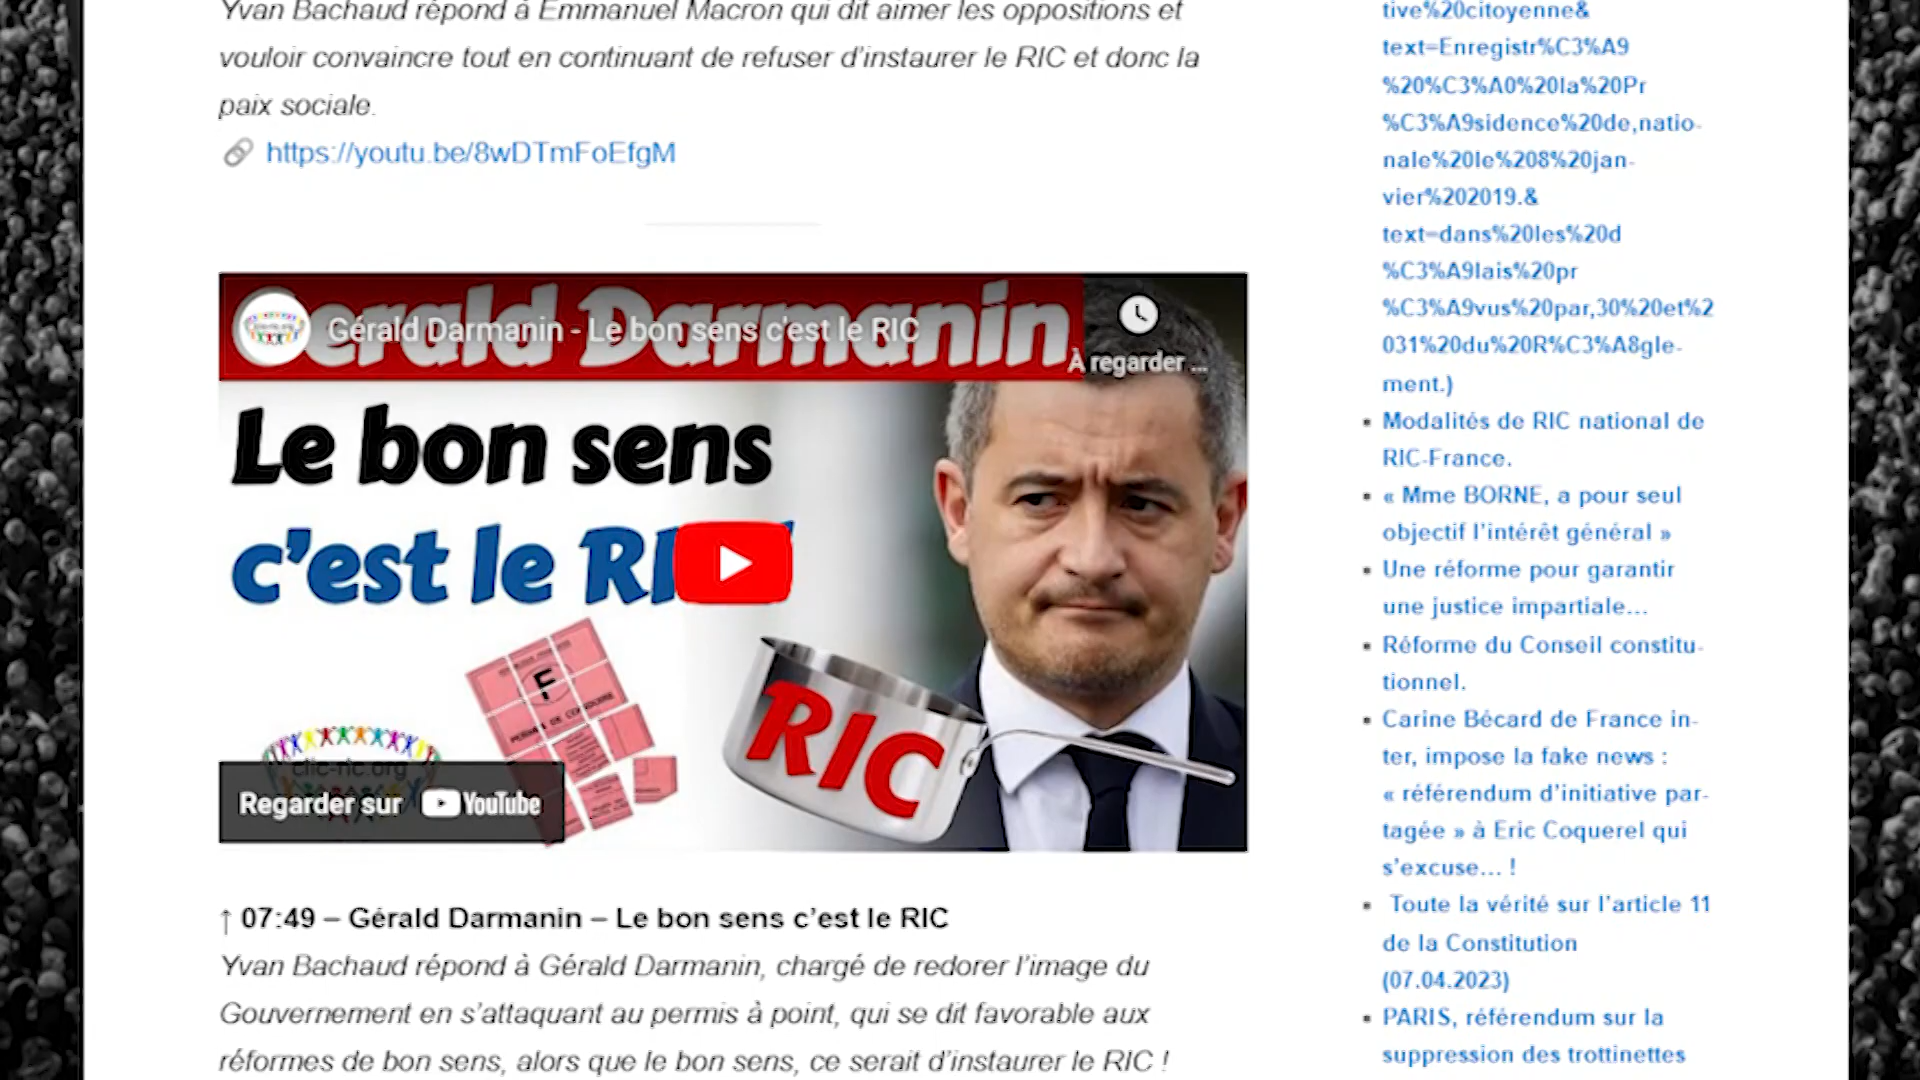 Yvan Bachaud répond à Emmanuel Macron qui dit aimer les oppositions et
vouloir convaincre tout en continuant de refuser d’instaurer le RIC et donc la
paix sociale.
https://youtu.be/8wDTmFoEfgM
Gérald Darmanin
Gérald Darmanin - Le bon sens c'est le RIC
À regarder ...
Le bon sens
c’est le RI
F
PERMIS DE CONDUIRE
RIC
clic-ric.org
Regarder sur YouTube
↑ 07:49 – Gérald Darmanin – Le bon sens c’est le RIC
Yvan Bachaud répond à Gérald Darmanin, chargé de redorer l’image du
Gouvernement en s’attaquant au permis à point, qui se dit favorable aux
réformes de bon sens, alors que le bon sens, ce serait d’instaurer le RIC !
tive%20citoyenne&
text=Enregistr%C3%A9
%20%C3%A0%20la%20Pr
%C3%A9sidence%20de,natio-
nale%20le%208%20jan-
vier%202019.&
text=dans%20les%20d
%C3%A9lais%20pr
%C3%A9vus%20par,30%20et%2
031%20du%20R%C3%A8gle-
ment.)
Modalités de RIC national de
RIC-France.
« Mme BORNE, a pour seul
objectif l’intérêt général »
Une réforme pour garantir
une justice impartiale…
Réforme du Conseil constitu-
tionnel.
Carine Bécard de France in-
ter, impose la fake news :
« référendum d’initiative par-
tagée » à Eric Coquerel qui
s’excuse… !
Toute la vérité sur l’article 11
de la Constitution
(07.04.2023)
PARIS, référendum sur la
suppression des trottinettes